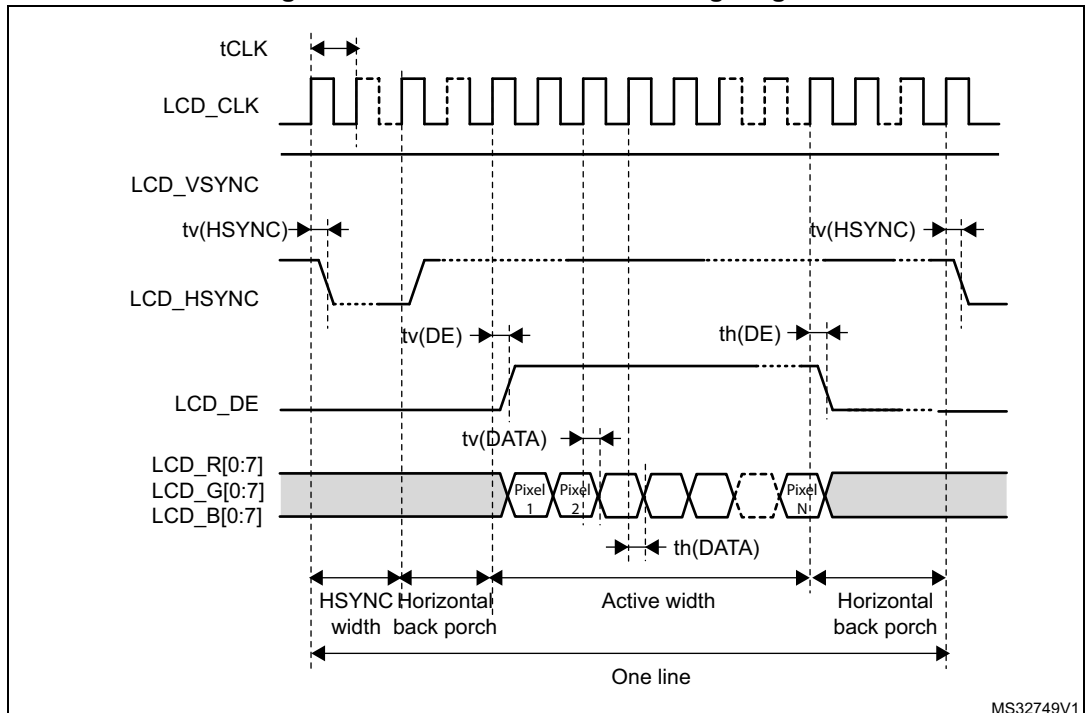 tCLK
LCD_CLK
LCD_VSYNC
tv(HSYNC)
tv(HSYNC)
LCD_HSYNC
tv(DE)
th(DE)
LCD_DE
tv(DATA)
LCD_R[0:7]
LCD_G[0:7]
LCD_B[0:7]
Pixel
1
Pixel
2
Pixel
N
th(DATA)
HSYNC
width
Horizontal
back porch
Active width
Horizontal
back porch
One line
MS32749V1